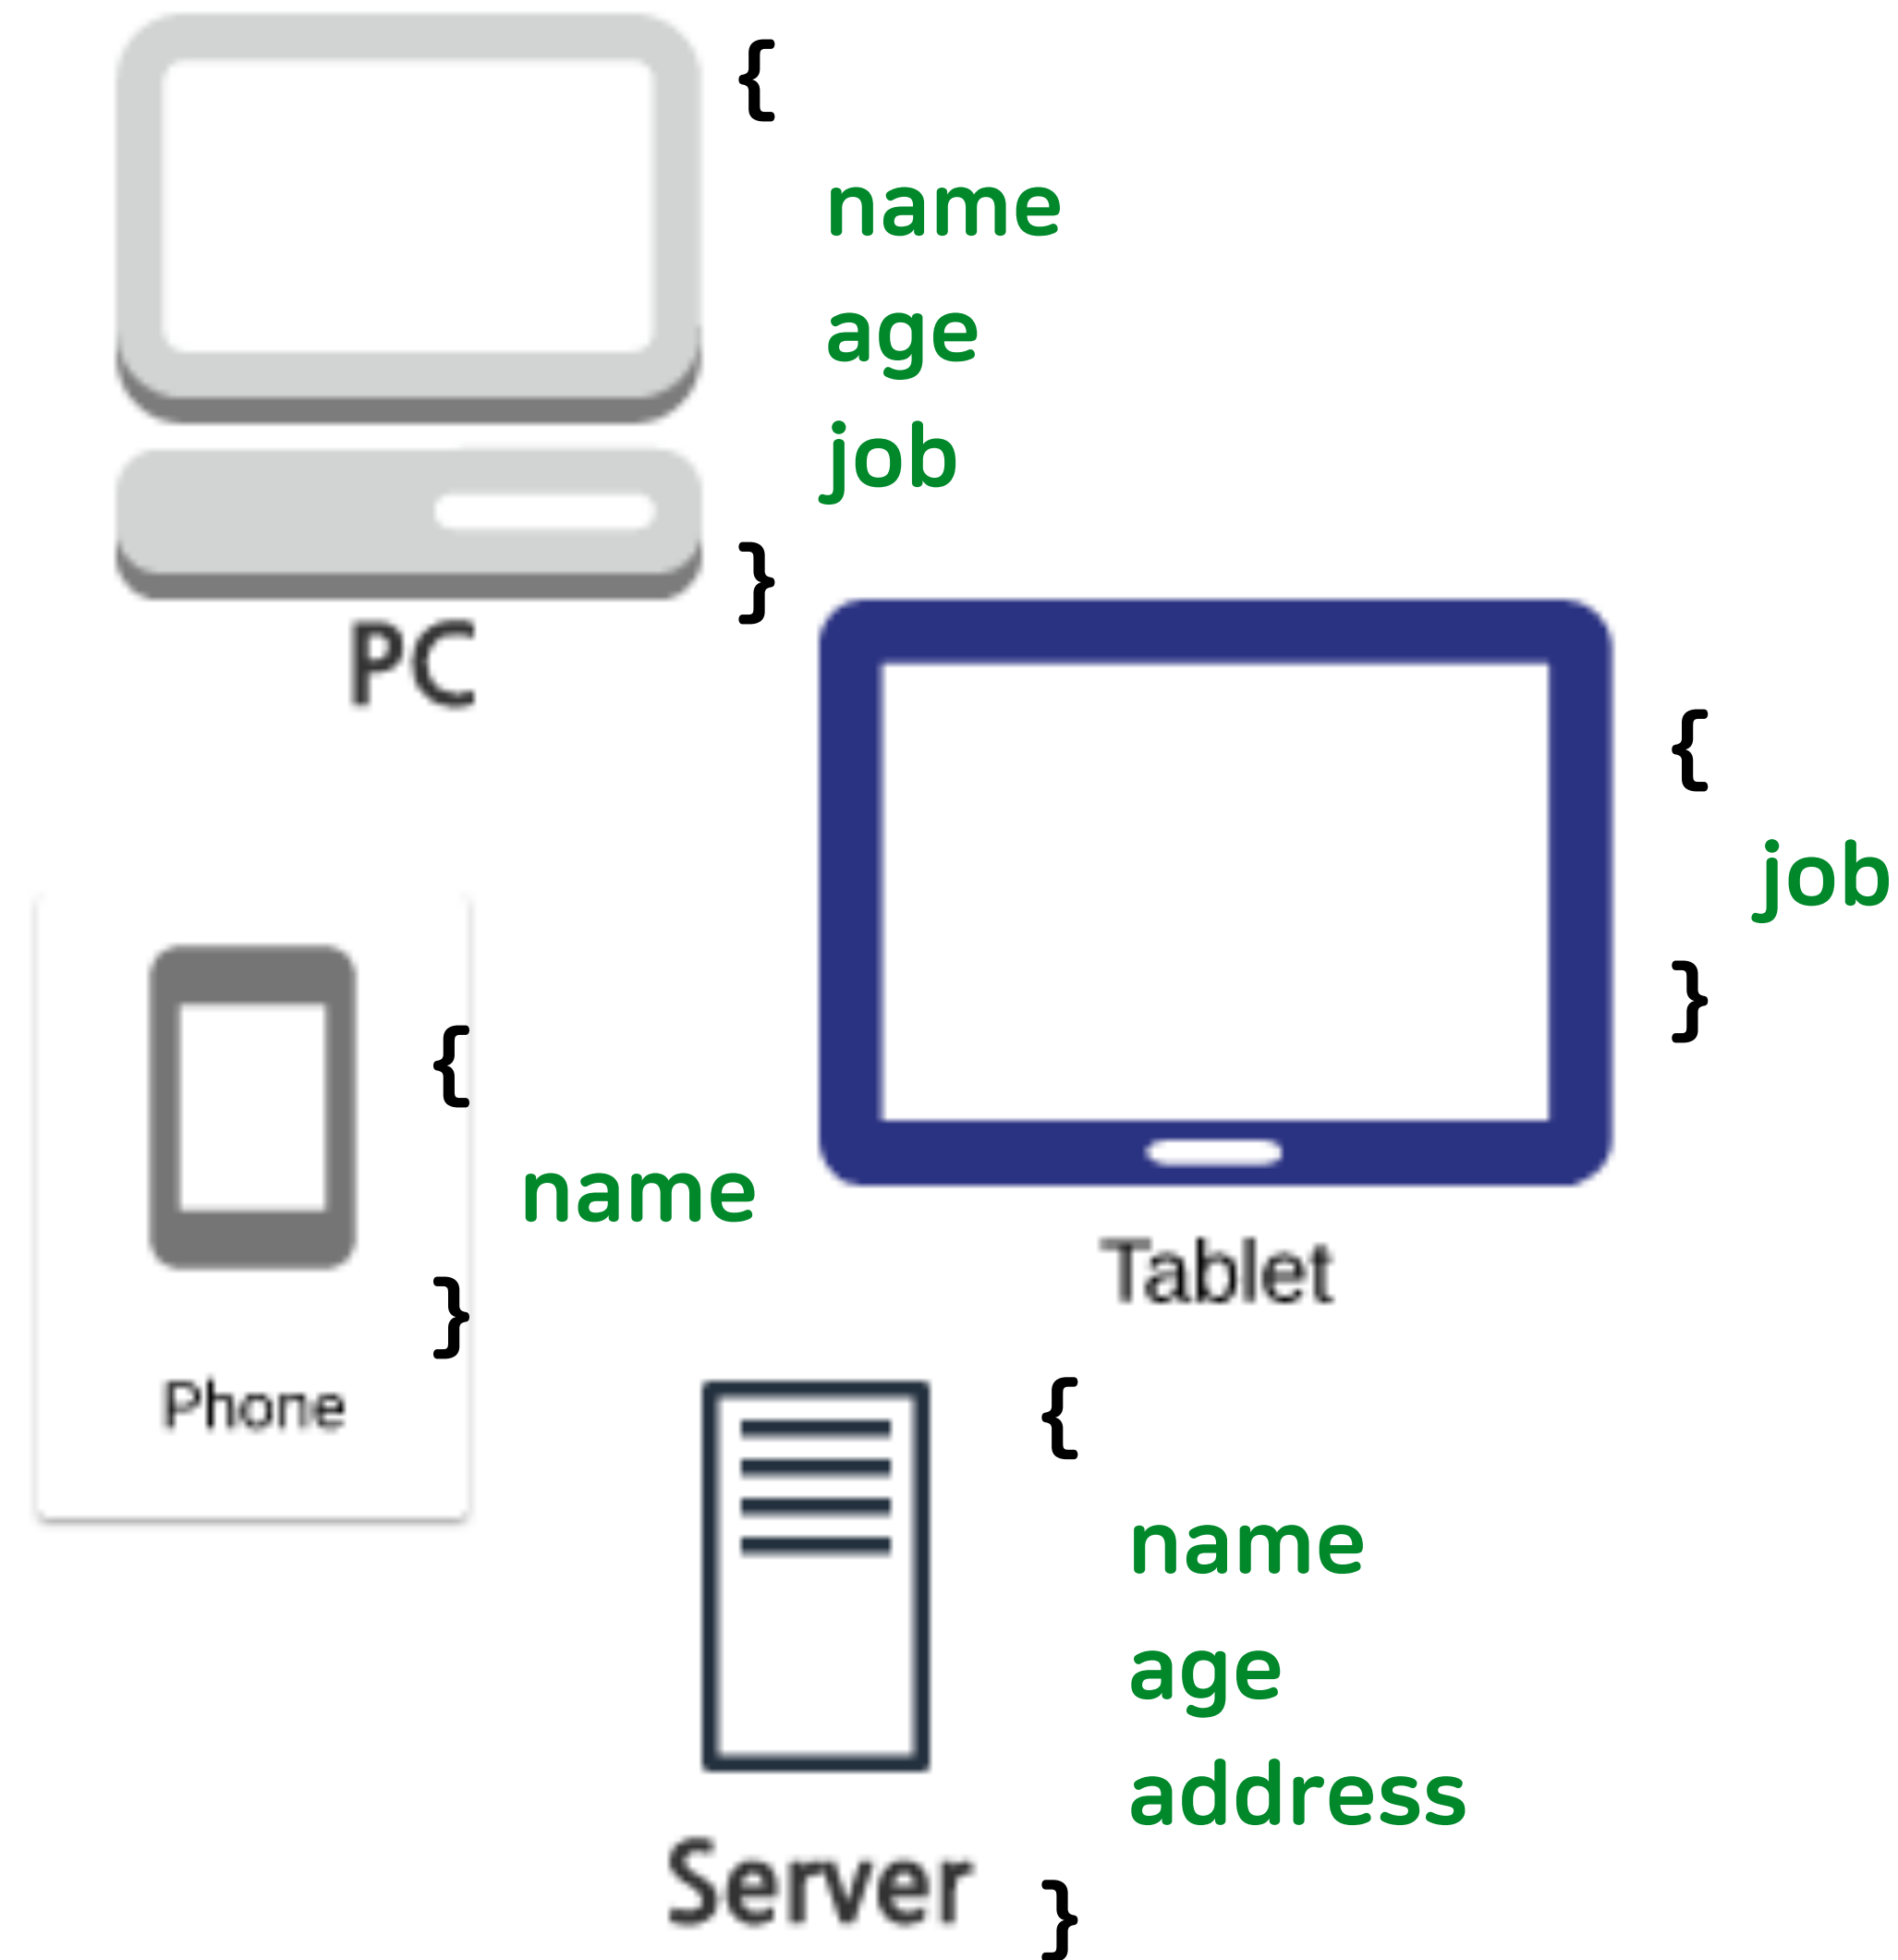 {
name
age
job
}
PC
{
job
}
Tablet
{
name
}
Phone
{
name
age
address
}
Server